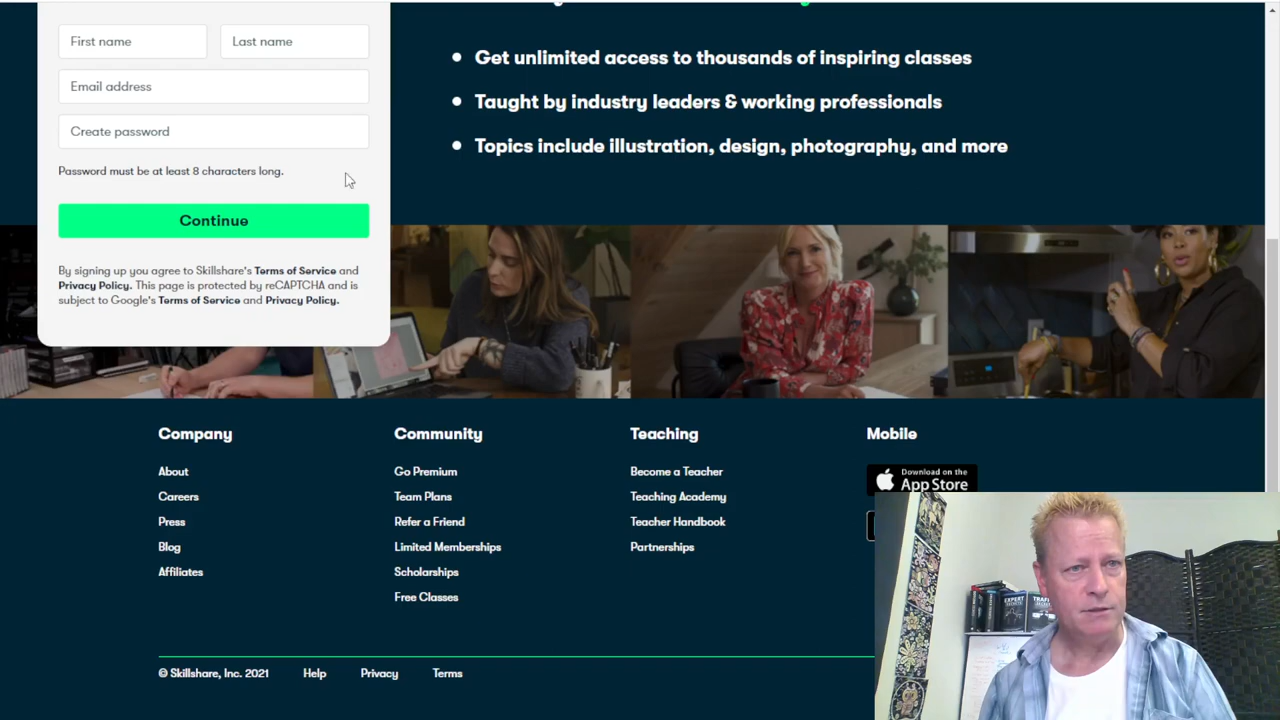 First name
Last name
Email address
Create password
Password must be at least 8 characters long.
Continue
By signing up you agree to Skillshare's Terms of Service and
Privacy Policy. This page is protected by reCAPTCHA and is
subject to Google's Terms of Service and Privacy Policy.
Get unlimited access to thousands of inspiring classes
Taught by industry leaders & working professionals
Topics include illustration, design, photography, and more
Company
About
Careers
Press
Blog
Affiliates
Community
Go Premium
Team Plans
Refer a Friend
Limited Memberships
Scholarships
Free Classes
Teaching
Become a Teacher
Teaching Academy
Teacher Handbook
Partnerships
Mobile
Download on the
App Store
© Skillshare, Inc. 2021
Help
Privacy
Terms
EXPERT